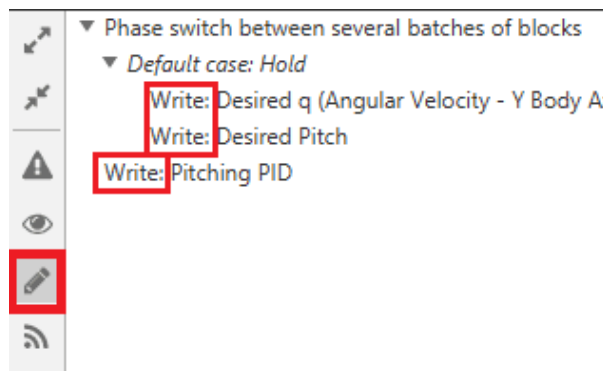 Phase switch between several batches of blocks
Default case: Hold
Write: Desired q (Angular Velocity - Y Body
Write: Desired Pitch
Write: Pitching PID